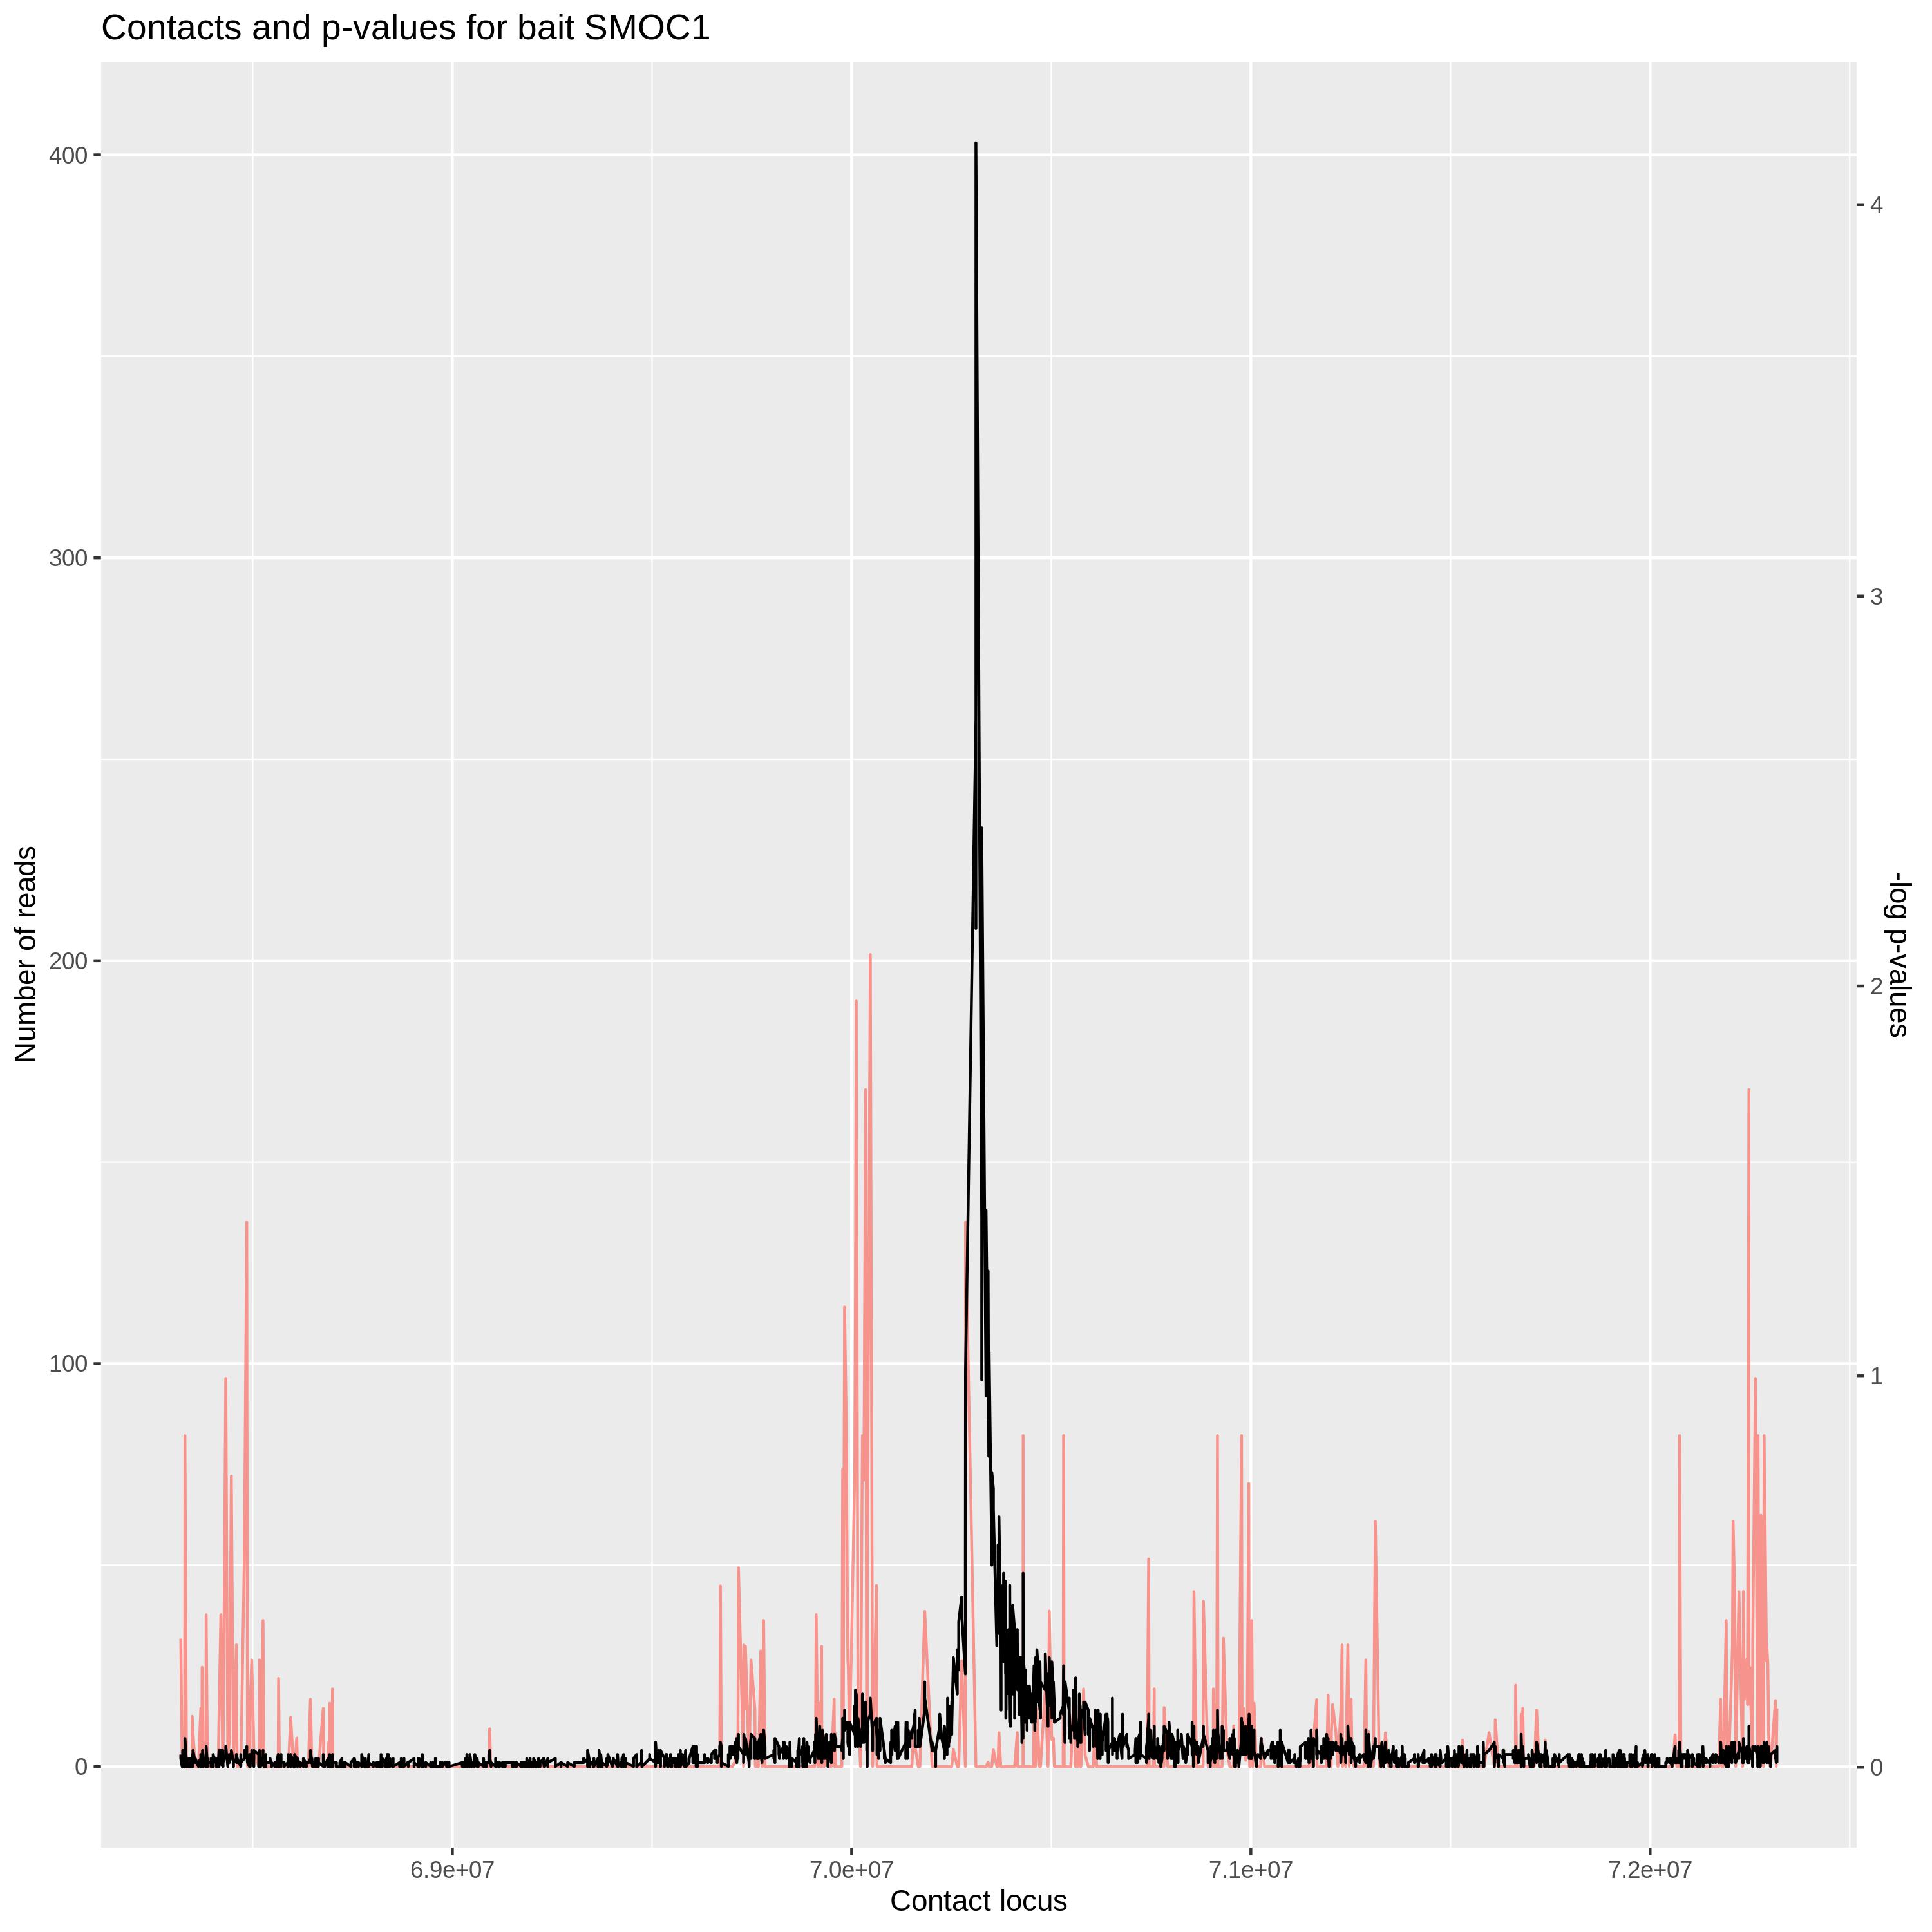 Contacts and p-values for bait SMOC1
400
300
200
100
0
Number of reads
4
3
2
1
0
-log p-values
6.9e+07
7.0e+07
7.1e+07
7.2e+07
Contact locus